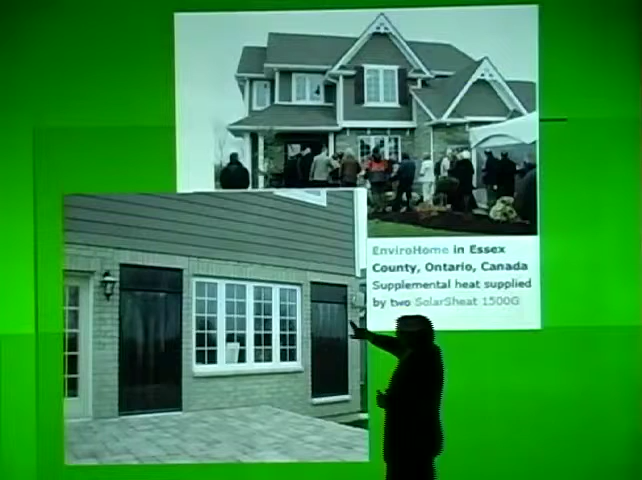 EnviroHome in Essex
County, Ontario, Canada
Supplemental heat supplied
by two SolarSheat 1500G